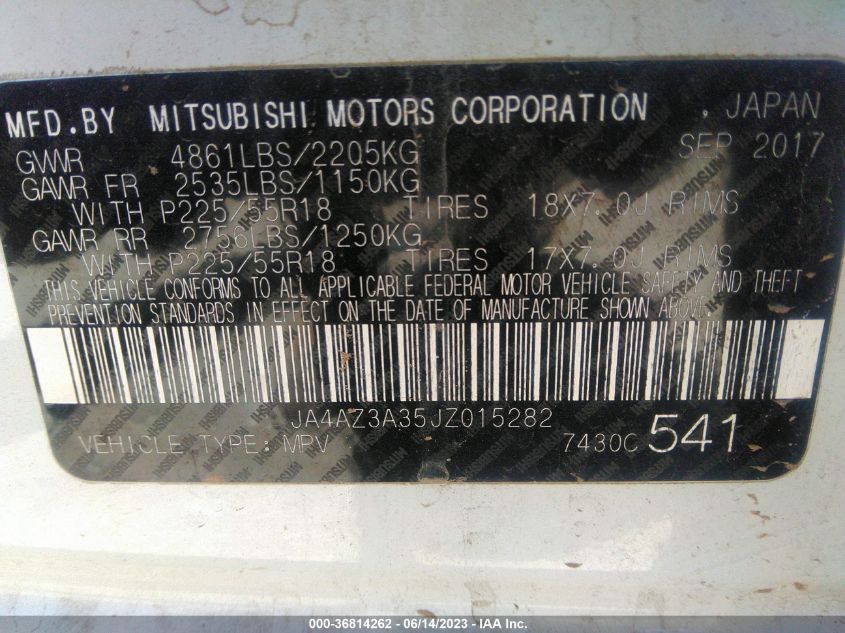 MFD.BY MITSUBISHI MOTORS CORPORATION , JAPAN
GVWR 4861LBS/2205KG SEP 2017
GAWR FR 2535LBS/1150KG
WITH P225/55R18 TIRES 18X7.0J RIMS
GAWR RR 2756LBS/1250KG
WITH P225/55R18 TIRES 17X7.0J RIMS
THIS VEHICLE CONFORMS TO ALL APPLICABLE FEDERAL MOTOR VEHICLE SAFETY AND THEFT
PREVENTION STANDARDS IN EFFECT ON THE DATE OF MANUFACTURE SHOWN ABOVE.
JA4AZ3A35JZ015282
VEHICLE TYPE: MPV 7430C 541
000-36814262 - 06/14/2023 - IAA Inc.